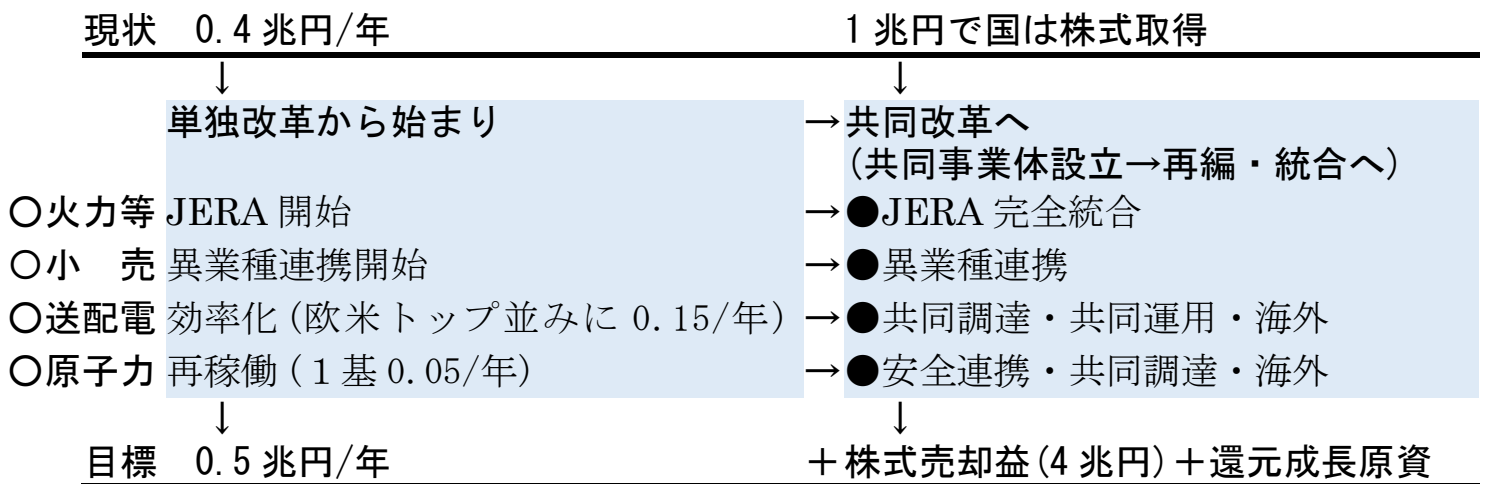 現状 0.4兆円/年 1兆円で国は株式取得
↓ ↓
単独改革から始まり →共同改革へ
(共同事業体設立→再編・統合へ)
○火力等 JERA開始 →●JERA完全統合
○小 売 異業種連携開始 →●異業種連携
○送配電 効率化(欧米トップ並みに0.15/年) →●共同調達・共同運用・海外
○原子力 再稼働(1基0.05/年) →●安全連携・共同調達・海外
↓ ↓
目標 0.5兆円/年 +株式売却益(4兆円)+還元成長原資